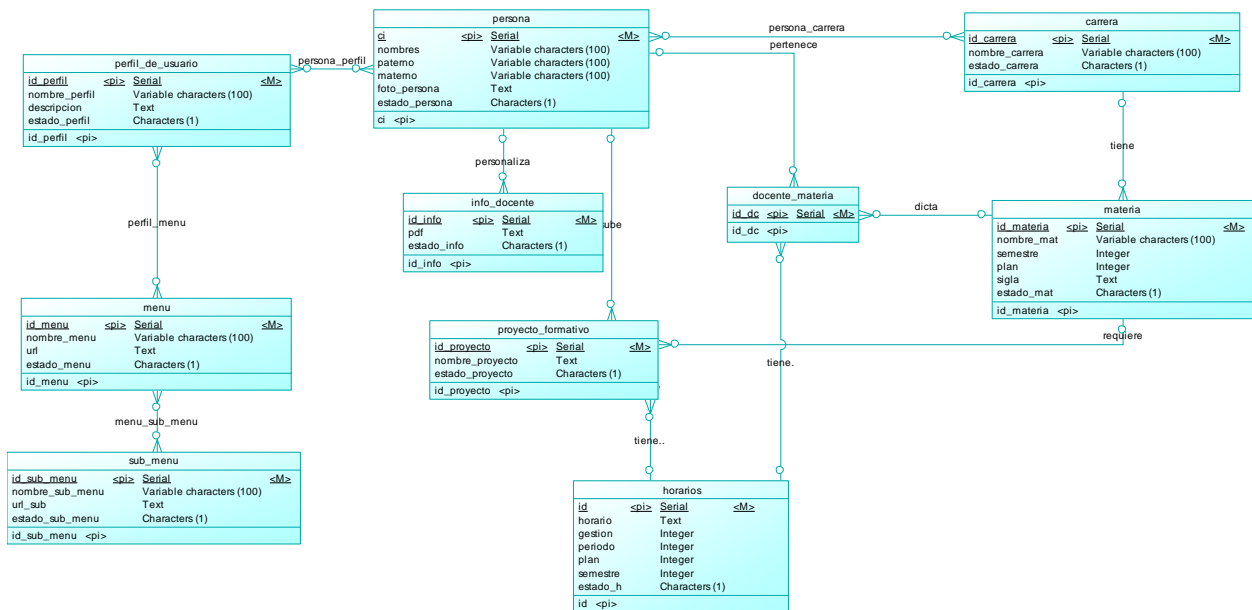 persona
ci <pi> Serial <M>
nombres Variable characters (100)
paterno Variable characters (100)
materno Variable characters (100)
foto_persona Text
estado_persona Characters (1)
ci <pi>
persona_carrera
pertenece
carrera
id_carrera <pi> Serial <M>
nombre_carrera Variable characters (100)
estado_carrera Characters (1)
id_carrera <pi>
perfil_de_usuario
id_perfil <pi> Serial <M>
nombre_perfil Variable characters (100)
descripcion Text
estado_perfil Characters (1)
id_perfil <pi>
persona_perfil
personaliza
tiene
info_docente
id_info <pi> Serial <M>
pdf Text
estado_info Characters (1)
id_info <pi>
sube
docente_materia
id_dc <pi> Serial <M>
id_dc <pi>
dicta
materia
id_materia <pi> Serial <M>
nombre_mat Variable characters (100)
semestre Integer
plan Integer
sigla Text
estado_mat Characters (1)
id_materia <pi>
perfil_menu
menu
id_menu <pi> Serial <M>
nombre_menu Variable characters (100)
url Text
estado_menu Characters (1)
id_menu <pi>
proyecto_formativo
id_proyecto <pi> Serial <M>
nombre_proyecto Text
estado_proyecto Characters (1)
id_proyecto <pi>
requiere
tiene.
menu_sub_menu
tiene..
sub_menu
id_sub_menu <pi> Serial <M>
nombre_sub_menu Variable characters (100)
url_sub Text
estado_sub_menu Characters (1)
id_sub_menu <pi>
horarios
id <pi> Serial <M>
horario Text
gestion Integer
periodo Integer
plan Integer
semestre Integer
estado_h Characters (1)
id <pi>